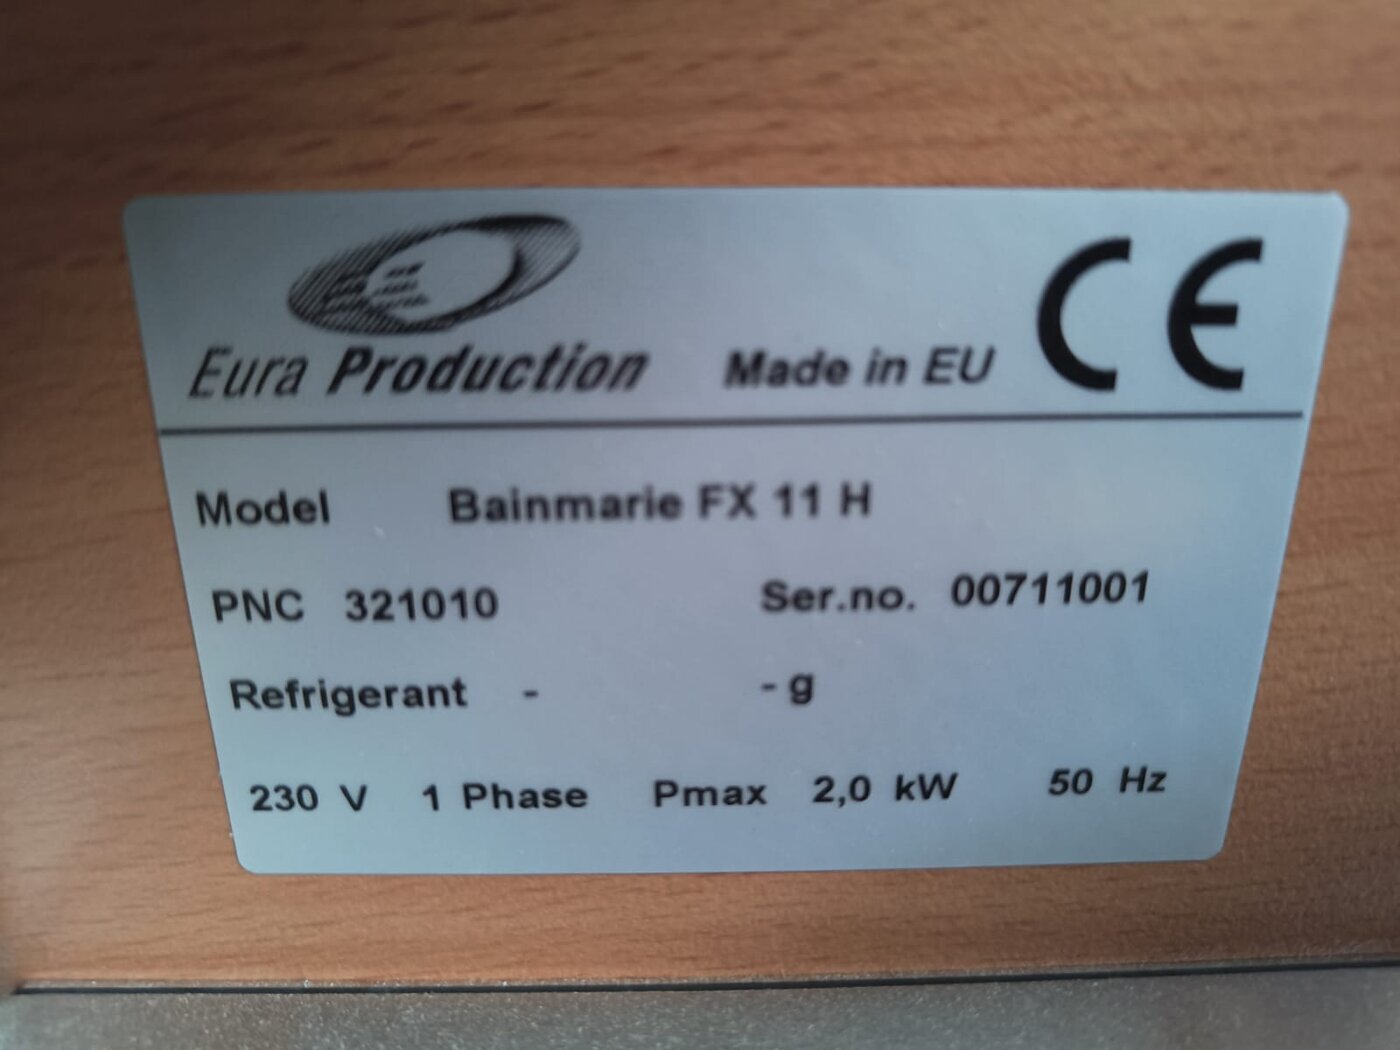 Eura Production Made in EU CE
Model Bainmarie FX 11 H
PNC 321010 Ser.no. 00711001
Refrigerant - - g
230 V 1 Phase Pmax 2,0 kW 50 Hz